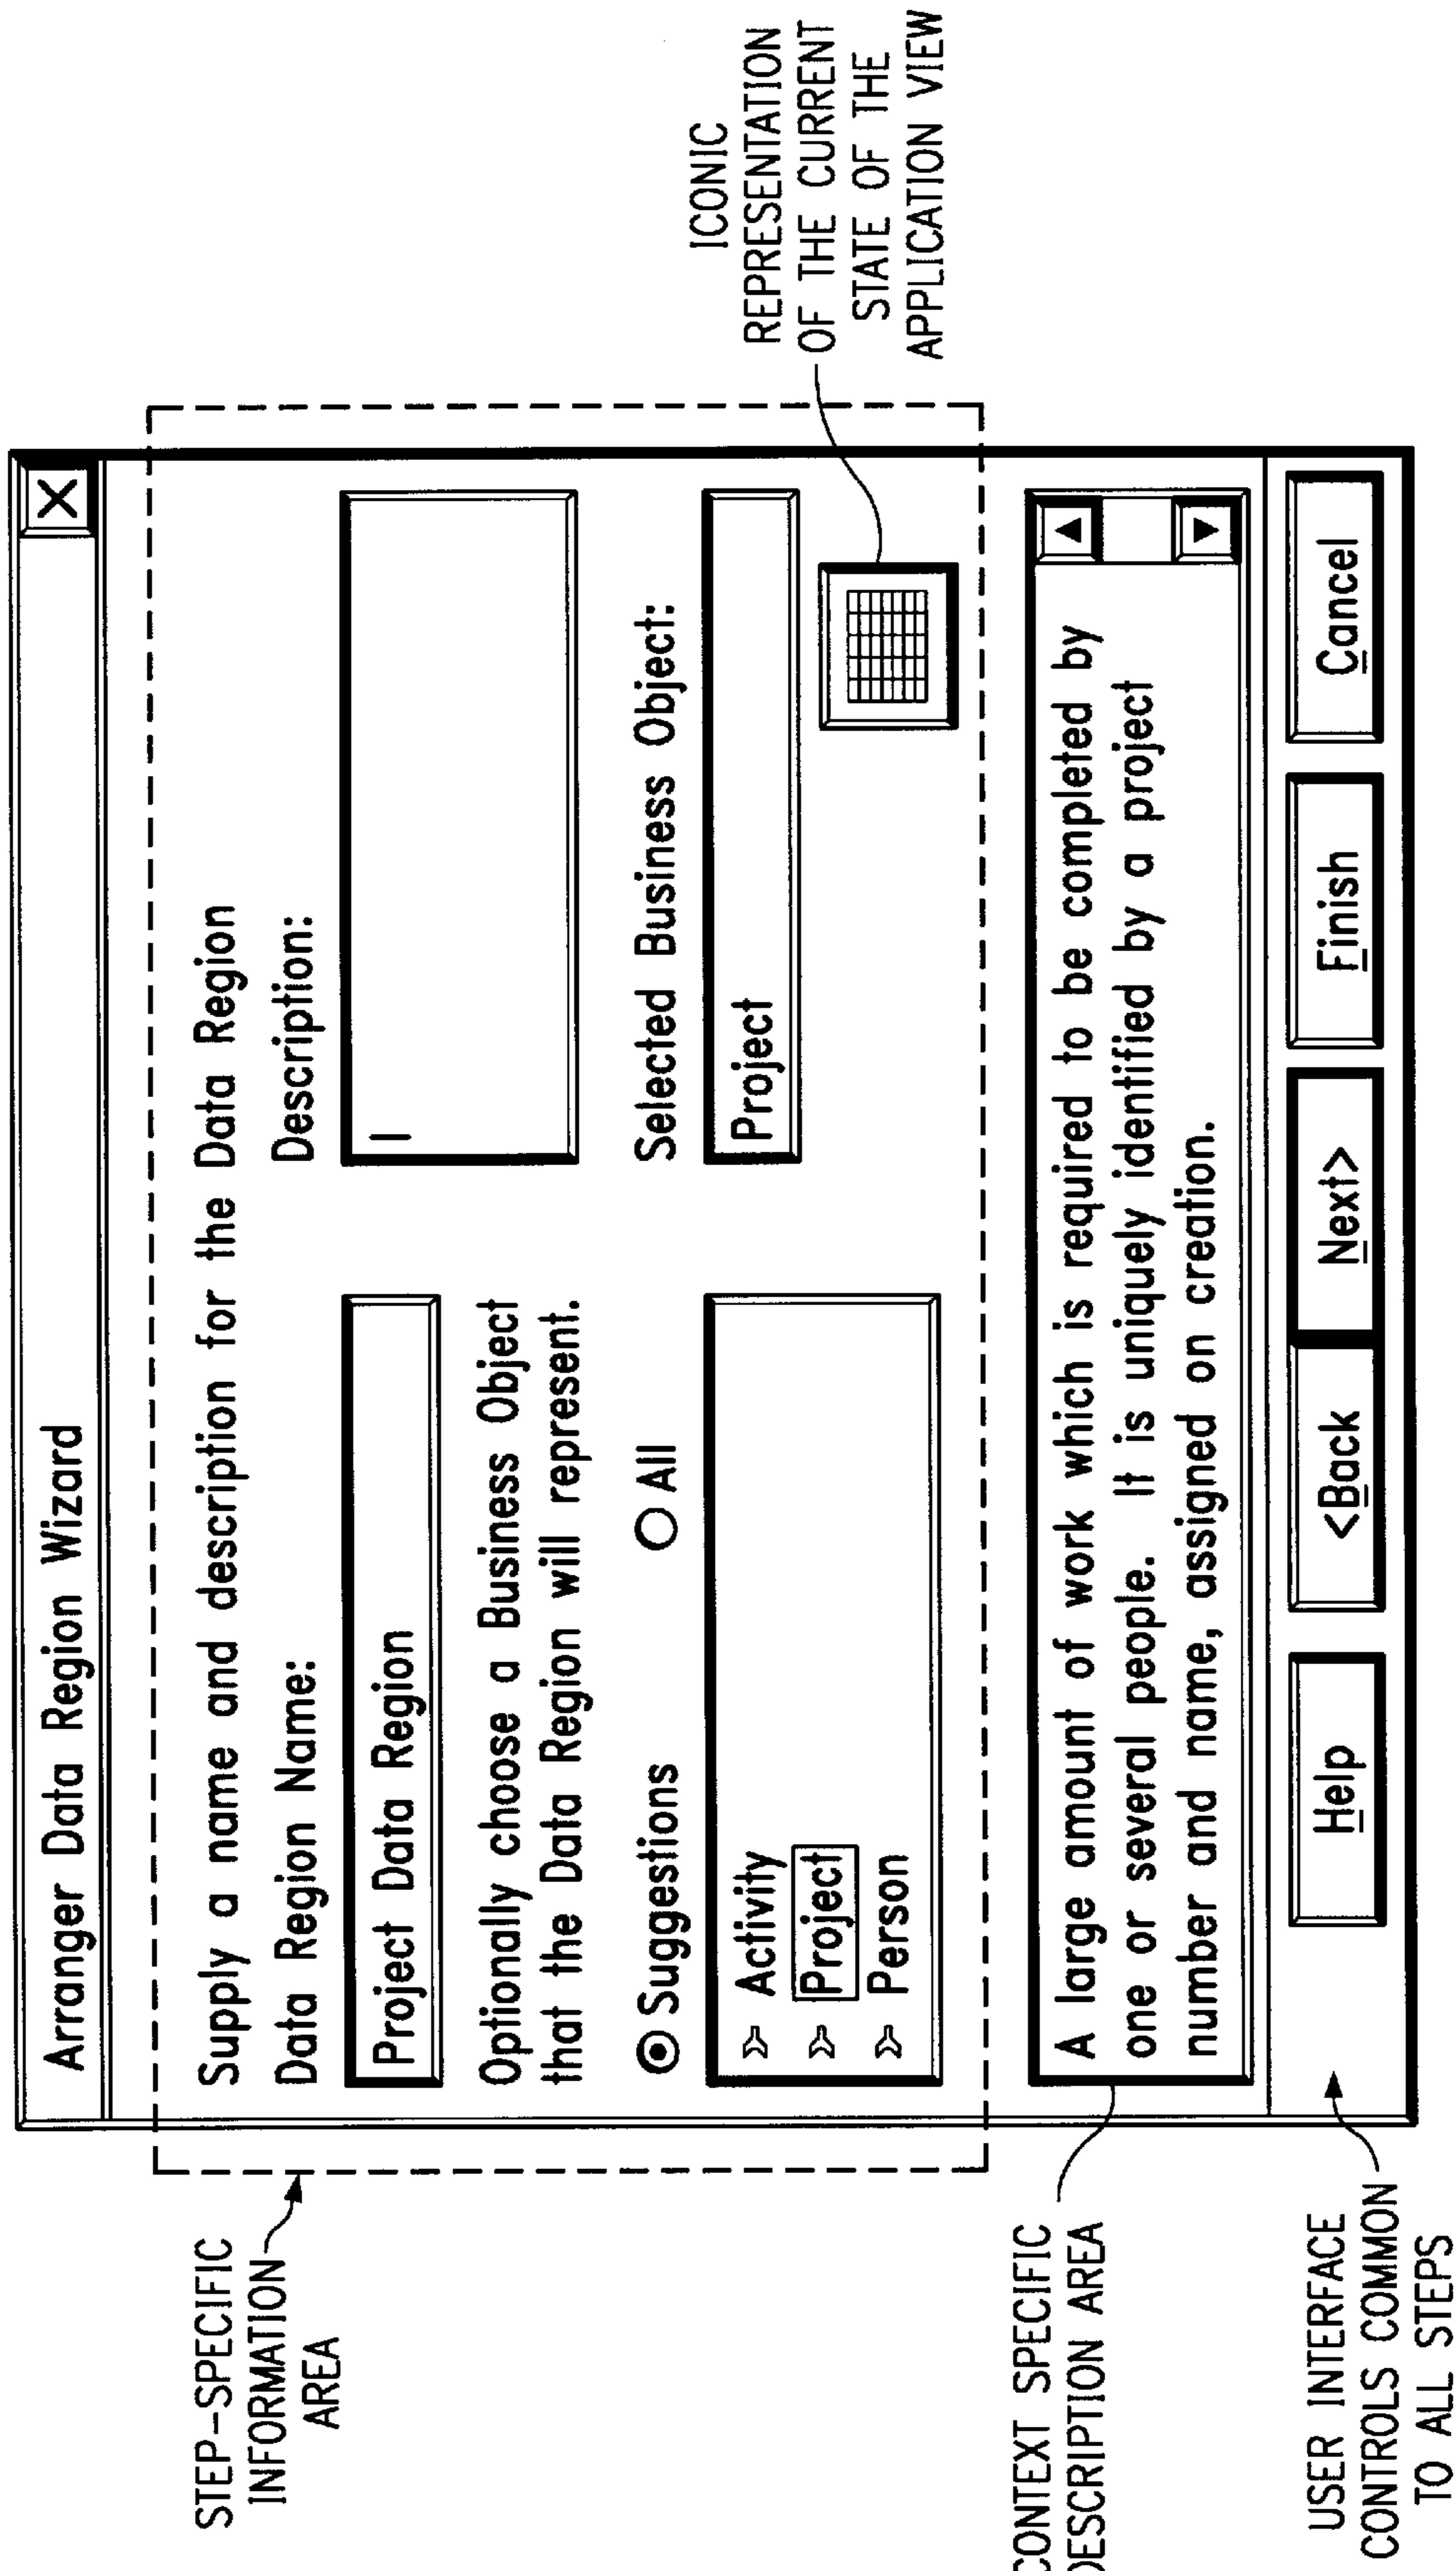 Arranger Data Region Wizard
X
Supply a name and description for the Data Region
Data Region Name:
Description:
Project Data Region
Optionally choose a Business Object
that the Data Region will represent.
Suggestions
All
Selected Business Object:
Activity
Project
Person
Project
A large amount of work which is required to be completed by
one or several people. It is uniquely identified by a project
number and name, assigned on creation.
Help
<Back
Next>
Finish
Cancel
STEP-SPECIFIC
INFORMATION
AREA
CONTEXT SPECIFIC
DESCRIPTION AREA
USER INTERFACE
CONTROLS COMMON
TO ALL STEPS
ICONIC
REPRESENTATION
OF THE CURRENT
STATE OF THE
APPLICATION VIEW